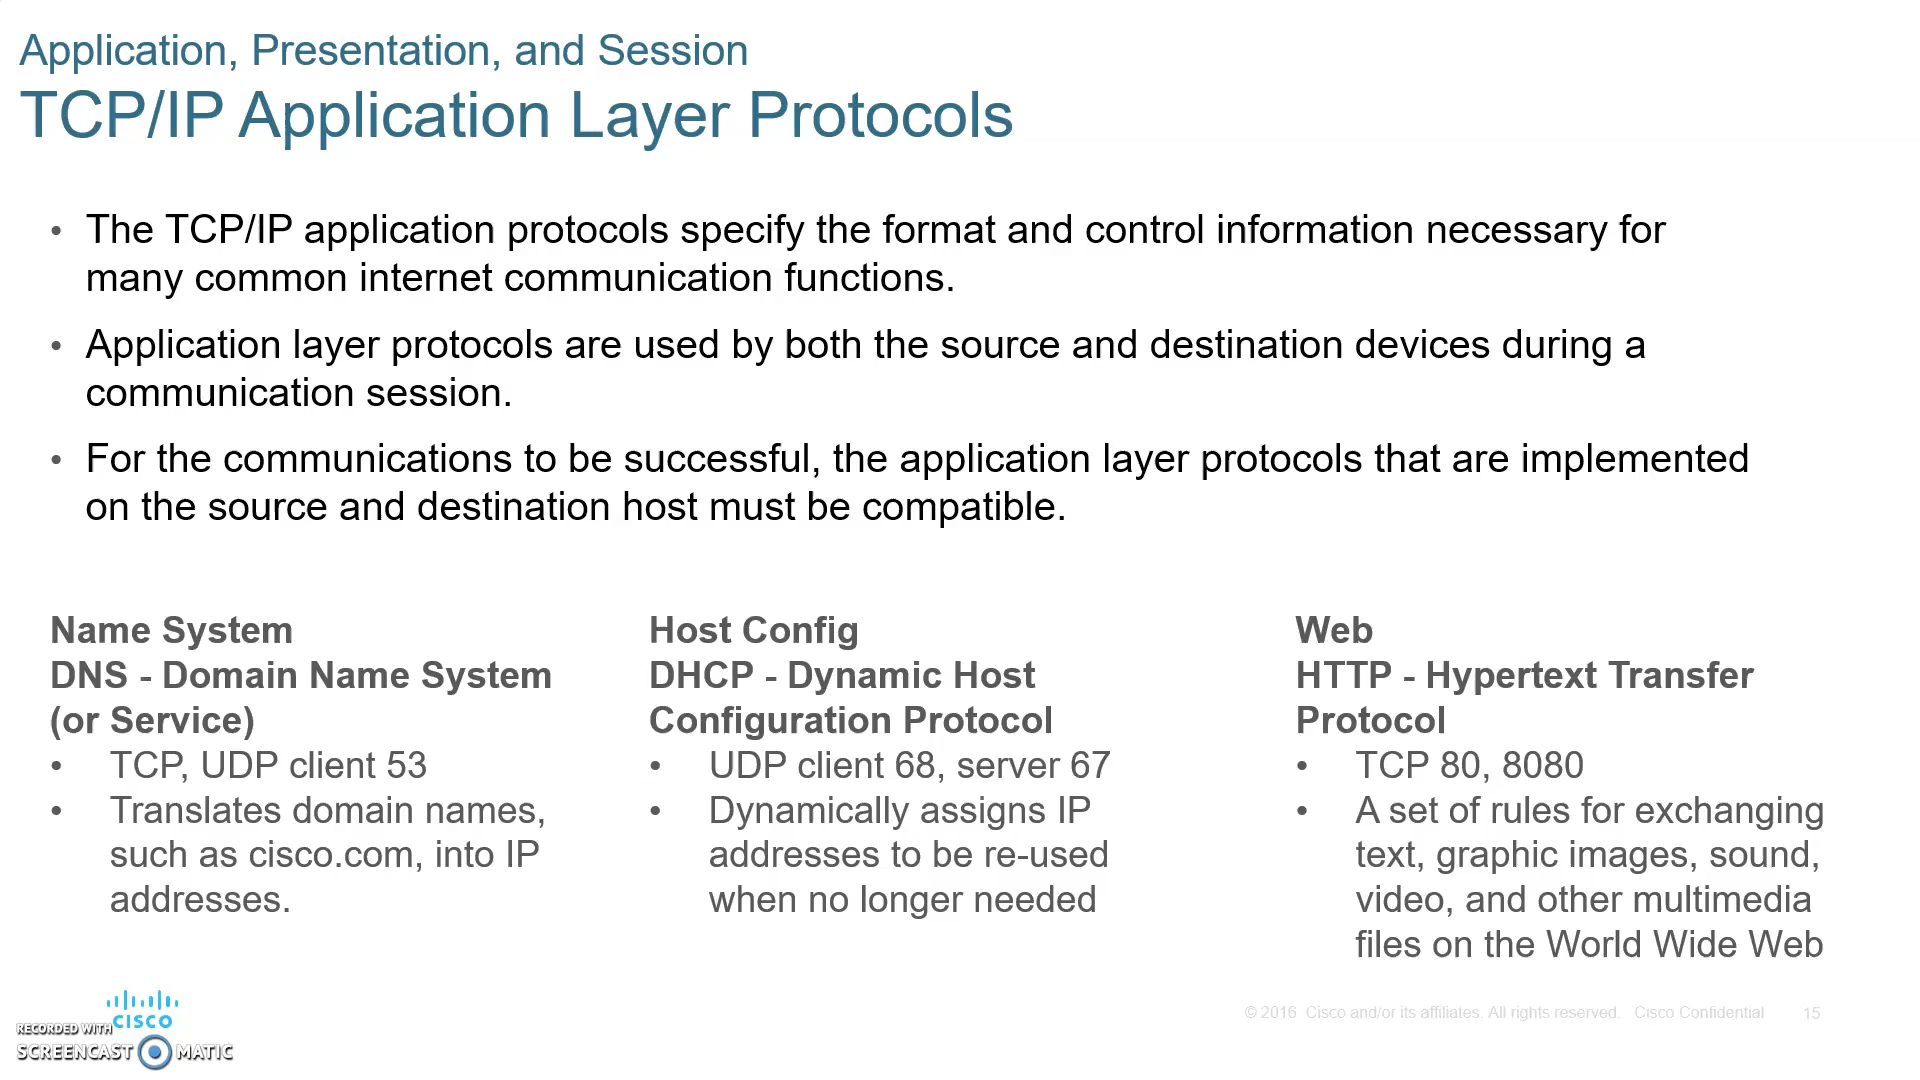 Application, Presentation, and Session
TCP/IP Application Layer Protocols
• The TCP/IP application protocols specify the format and control information necessary for
many common internet communication functions.
• Application layer protocols are used by both the source and destination devices during a
communication session.
• For the communications to be successful, the application layer protocols that are implemented
on the source and destination host must be compatible.
Name System
DNS - Domain Name System
(or Service)
• TCP, UDP client 53
• Translates domain names,
such as cisco.com, into IP
addresses.
Host Config
DHCP - Dynamic Host
Configuration Protocol
• UDP client 68, server 67
• Dynamically assigns IP
addresses to be re-used
when no longer needed
Web
HTTP - Hypertext Transfer
Protocol
• TCP 80, 8080
• A set of rules for exchanging
text, graphic images, sound,
video, and other multimedia
files on the World Wide Web
CISCO
RECORDED WITH
SCREENCAST MATIC
© 2016 Cisco and/or its affiliates. All rights reserved. Cisco Confidential 15